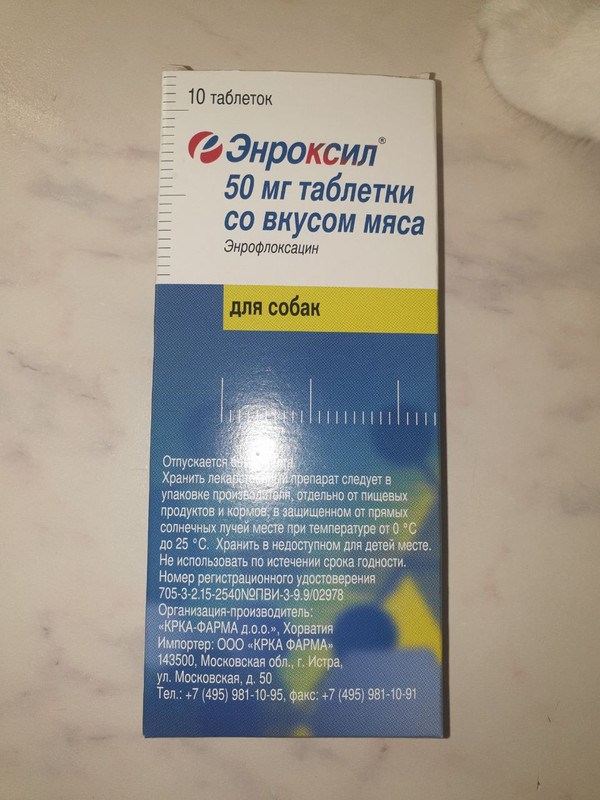 10 таблеток
Энроксил®
50 мг таблетки
со вкусом мяса
Энрофлоксацин
для собак
Отпускается
Хранить препарат следует в
упаковке производителя, отдельно от пищевых
продуктов и кормов, в защищенном от прямых
солнечных лучей месте при температуре от 0 °С
до 25 °С. Хранить в недоступном для детей месте.
Не использовать по истечении срока годности.
Номер регистрационного удостоверения
705-3-2.15-2540№ПВИ-3-9.9/02978
Организация-производитель:
«КРКА-ФАРМА д.о.о.», Хорватия
Импортер: ООО «КРКА ФАРМА»
143500, Московская обл., г. Истра,
ул. Московская, д. 50
Тел.: +7 (495) 981-10-95, факс: +7 (495) 981-10-91